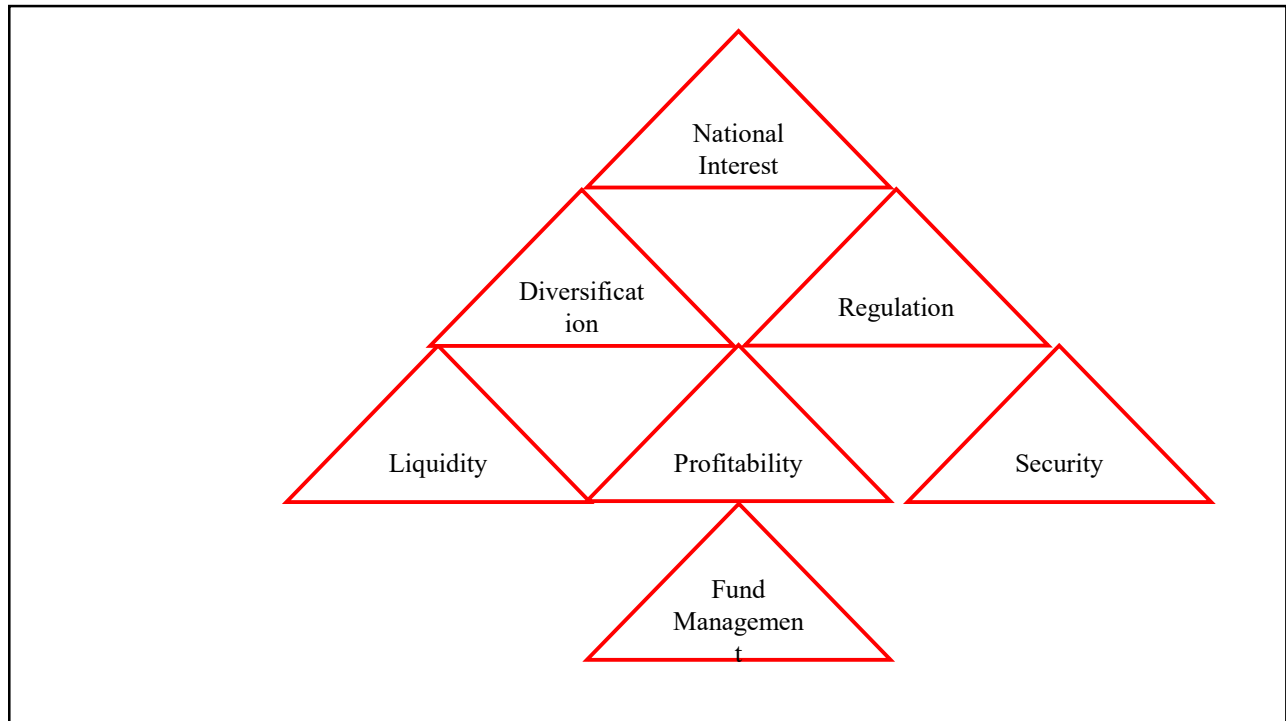 National
Interest
Diversificat
ion
Regulation
Liquidity
Profitability
Security
Fund
Managemen
t